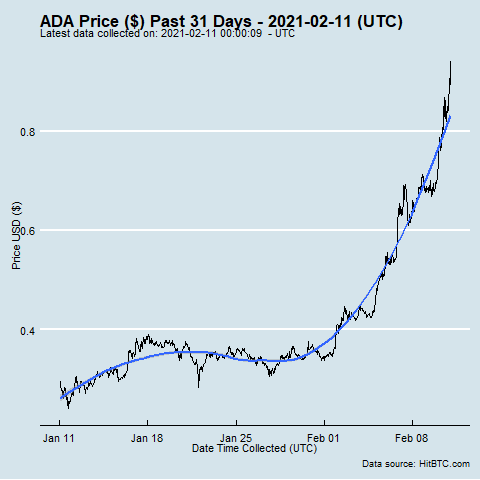 ADA Price ($) Past 31 Days - 2021-02-11 (UTC)
Latest data collected on: 2021-02-11 00:00:09 - UTC
Price USD ($)
0.8
0.6
0.4
Jan 11 Jan 18 Jan 25 Feb 01 Feb 08
Date Time Collected (UTC)
Data source: HitBTC.com